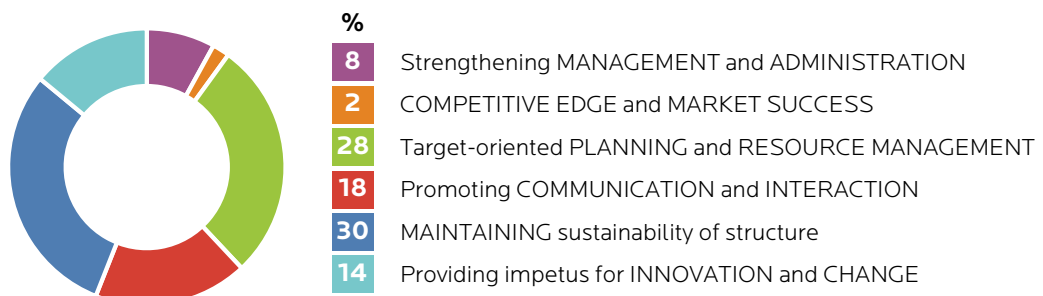 %
8 Strengthening MANAGEMENT and ADMINISTRATION
2 COMPETITIVE EDGE and MARKET SUCCESS
28 Target-oriented PLANNING and RESOURCE MANAGEMENT
18 Promoting COMMUNICATION and INTERACTION
30 MAINTAINING sustainability of structure
14 Providing impetus for INNOVATION and CHANGE